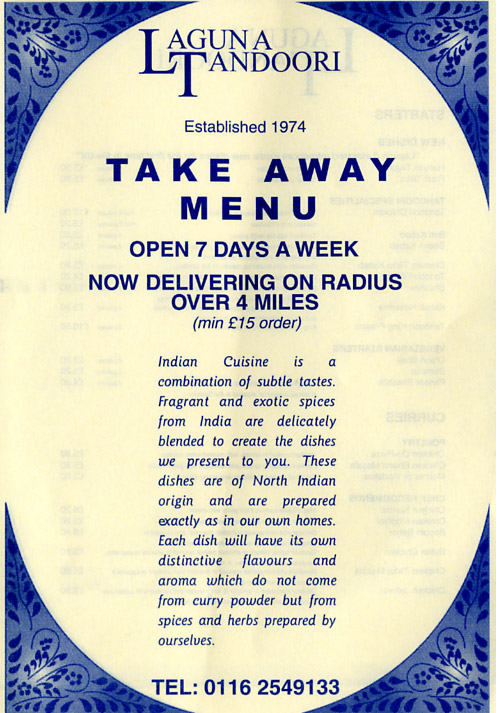 LAGUNA
TANDOORI
Established 1974
TAKE AWAY
MENU
OPEN 7 DAYS A WEEK
NOW DELIVERING ON RADIUS
OVER 4 MILES
(min £15 order)
Indian Cuisine is a
combination of subtle tastes.
Fragrant and exotic spices
from India are delicately
blended to create the dishes
we present to you. These
dishes are of North Indian
origin and are prepared
exactly as in our own homes.
Each dish will have its own
distinctive flavours and
aroma which do not come
from curry powder but from
spices and herbs prepared by
ourselves.
TEL: 0116 2549133